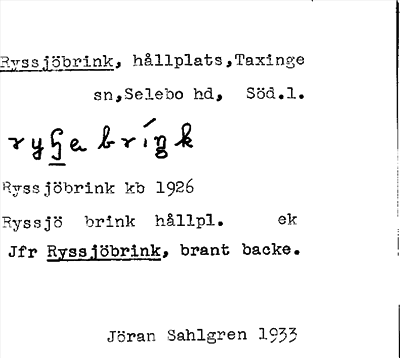 Ryssjöbrink, hållplats,Taxinge
sn,Selebo hd, Söd.l.
Ryssjöbrink kb 1926
Ryssjö brink hållpl. ek
Jfr Ryssjöbrink, brant backe.
Jöran Sahlgren 1933